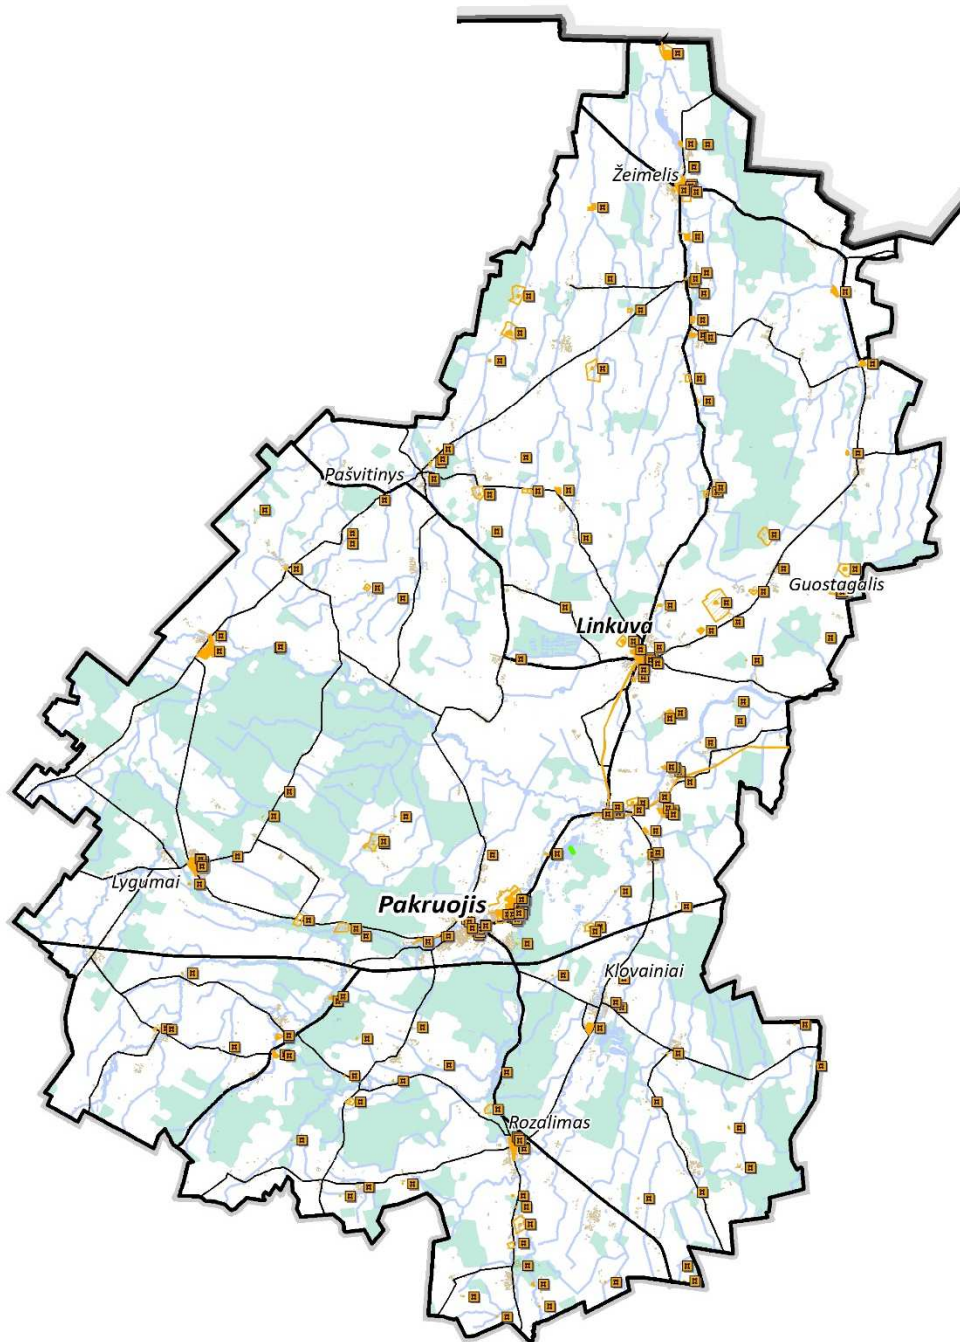 Žeimelis
Pašvitinys
Guostagalis
Linkuva
Lygumai
Pakruojis
Klovainiai
Rozalimas